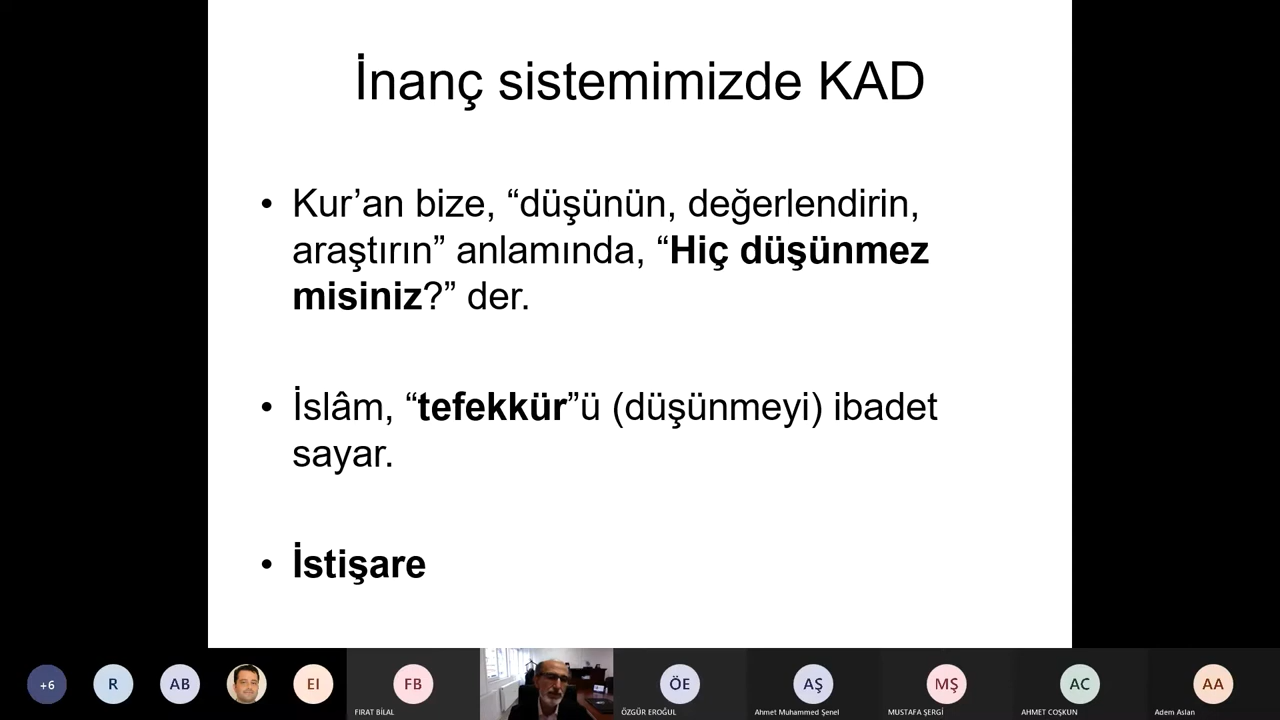 İnanç sistemimizde KAD
• Kur’an bize, “düşünün, değerlendirin,
araştırın” anlamında, “Hiç düşünmez
misiniz?” der.
• İslâm, “tefekkür”ü (düşünmeyi) ibadet
sayar.
• İstişare
+6
R
AB
EI
FB
FIRAT BİLAL
ÖE
ÖZGÜR EROĞUL
AŞ
Ahmet Muhammed Şenel
MŞ
MUSTAFA ŞERGİ
AC
AHMET COŞKUN
AA
Adem Aslan